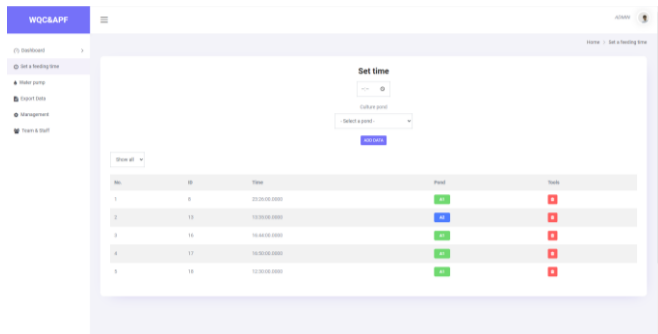 WQC&APF
ADMIN
Home / Set a feeding time
Dashboard
Set a feeding time
Water pump
Export Data
Management
Team & Staff
Set time
--:--
Culture pond
- Select a pond -
ADD DATA
Show all
No. ID Time Pond Tools
1 8
2 13
3 16
4 17
5 18